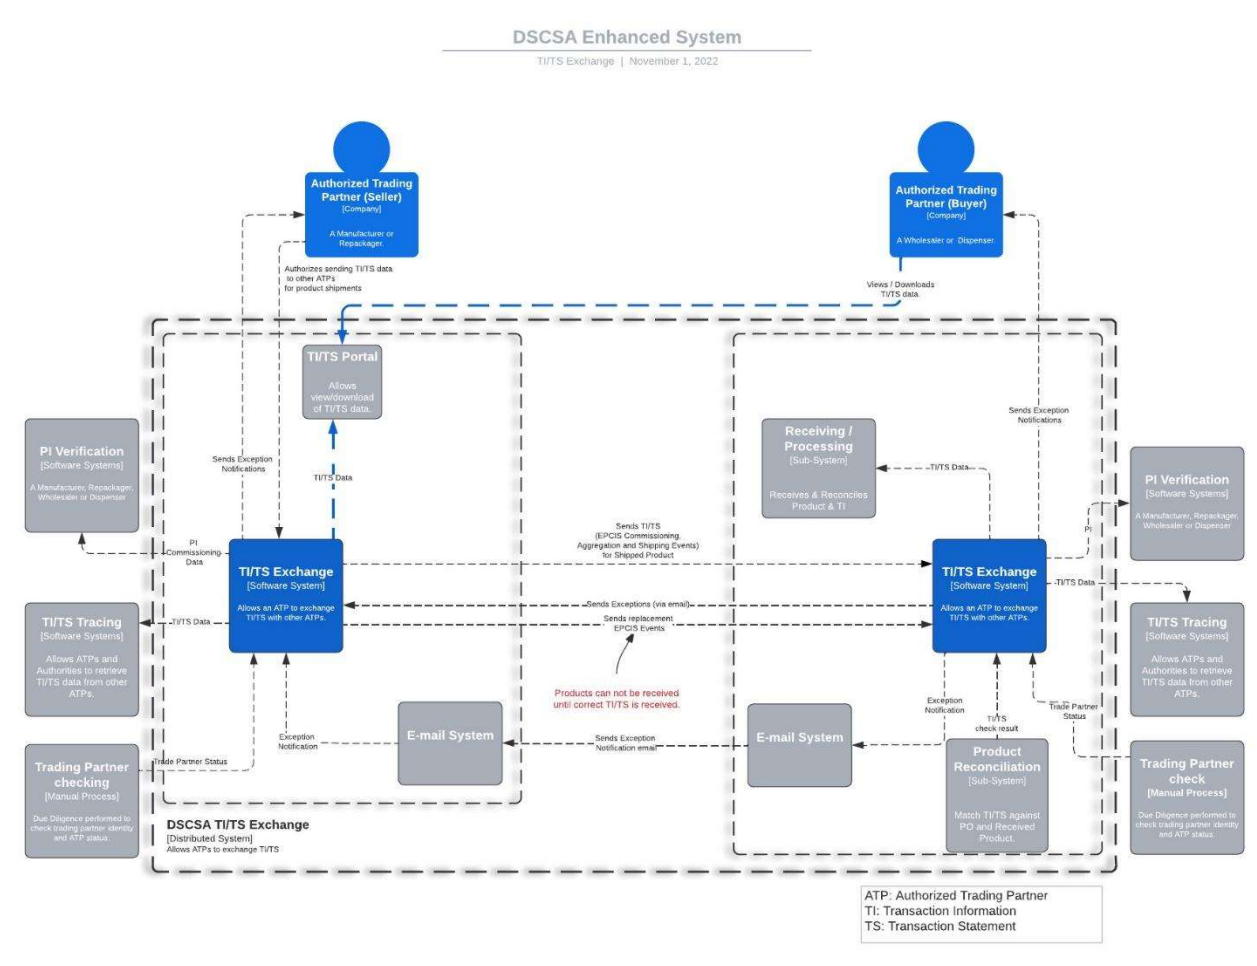 DSCSA Enhanced System
TI/TS Exchange | November 1, 2022
Authorized Trading
Partner (Seller)
[Company]
A Manufacturer or
Repackager.
Authorized Trading
Partner (Buyer)
[Company]
A Wholesaler or Dispenser.
Authorizes sending TI/TS data
to other ATPs
for product shipments
Views / Downloads
TI/TS data.
TI/TS Portal
Allows
view/download
of TI/TS data.
Sends Exception
Notifications
TI/TS Data
Sends Exception
Notifications
PI Verification
[Software Systems]
A Manufacturer, Repackager,
Wholesaler or Dispenser
Receiving /
Processing
[Sub-System]
Receives & Reconciles
Product & TI
TI/TS Data
PI Verification
[Software Systems]
A Manufacturer, Repackager,
Wholesaler or Dispenser
PI
Commissioning
Data
TI/TS Exchange
[Software System]
Allows an ATP to exchange
TI/TS with other ATPs.
Sends TI/TS
(EPCIS Commissioning,
Aggregation and Shipping Events)
for Shipped Product
Sends Exceptions (via email)
Sends replacement
EPCIS Events
Products can not be received
until correct TI/TS is received.
TI/TS Exchange
[Software System]
Allows an ATP to exchange
TI/TS with other ATPs.
PI
TI/TS Data
TI/TS Tracing
[Software Systems]
Allows ATPs and
Authorities to retrieve
TI/TS data from other
ATPs.
TI/TS Data
TI/TS Tracing
[Software Systems]
Allows ATPs and
Authorities to retrieve
TI/TS data from other
ATPs.
Exception
Notification
E-mail System
Sends Exception
Notification email
E-mail System
Exception
Notification
TI/TS
check result
Trade Partner
Status
Trading Partner
checking
[Manual Process]
Due Diligence performed to
check trading partner identity
and ATP status.
Trade Partner Status
Product
Reconciliation
[Sub-System]
Match TI/TS against
PO and Received
Product.
Trading Partner
check
[Manual Process]
Due Diligence performed to
check trading partner identity
and ATP status.
DSCSA TI/TS Exchange
[Distributed System]
Allows ATPs to exchange TI/TS
ATP: Authorized Trading Partner
TI: Transaction Information
TS: Transaction Statement